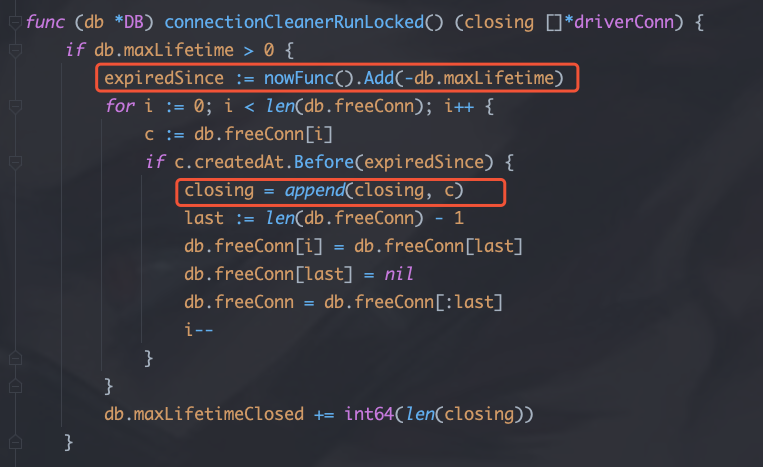 func (db *DB) connectionCleanerRunLocked() (closing []*driverConn) {
    if db.maxLifetime > 0 {
        expiredSince := nowFunc().Add(-db.maxLifetime)
        for i := 0; i < len(db.freeConn); i++ {
            c := db.freeConn[i]
            if c.createdAt.Before(expiredSince) {
                closing = append(closing, c)
                last := len(db.freeConn) - 1
                db.freeConn[i] = db.freeConn[last]
                db.freeConn[last] = nil
                db.freeConn = db.freeConn[:last]
                i--
            }
        }
        db.maxLifetimeClosed += int64(len(closing))
    }